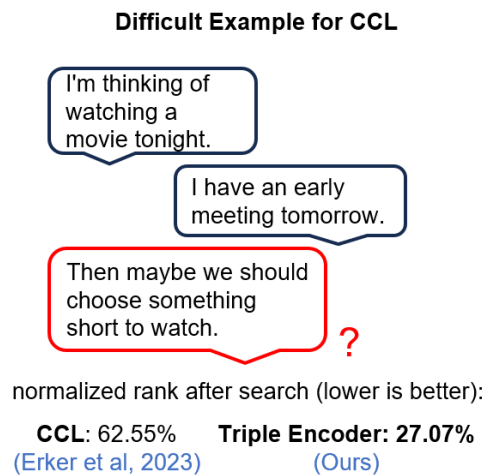 Difficult Example for CCL
I'm thinking of
watching a
movie tonight.
I have an early
meeting tomorrow.
Then maybe we should
choose something
short to watch.
?
normalized rank after search (lower is better):
CCL: 62.55% Triple Encoder: 27.07%
(Erker et al, 2023) (Ours)